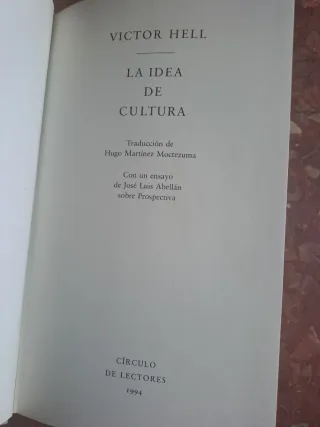 VICTOR HELL
LA IDEA
DE
CULTURA
Traducción de
Hugo Martínez Moctezuma
Con un ensayo
de José Luis Abellán
sobre Prospectiva
CÍRCULO
DE LECTORES
1994